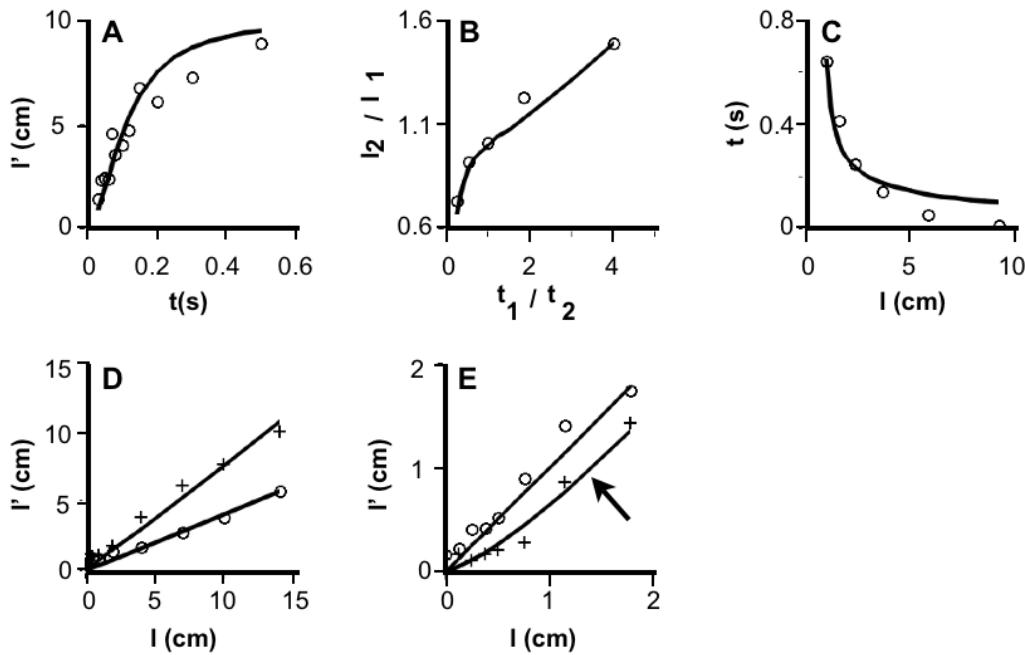 A
10
5
0
l' (cm)
0 0.2 0.4 0.6
t(s)
B
1.6
1.1
0.6
l2 / l1
0 2 4
t1 / t2
C
0.8
0.4
0
t (s)
0 5 10
l (cm)
D
15
10
5
0
l' (cm)
0 5 10 15
l (cm)
E
2
1
0
l' (cm)
0 1 2
l (cm)